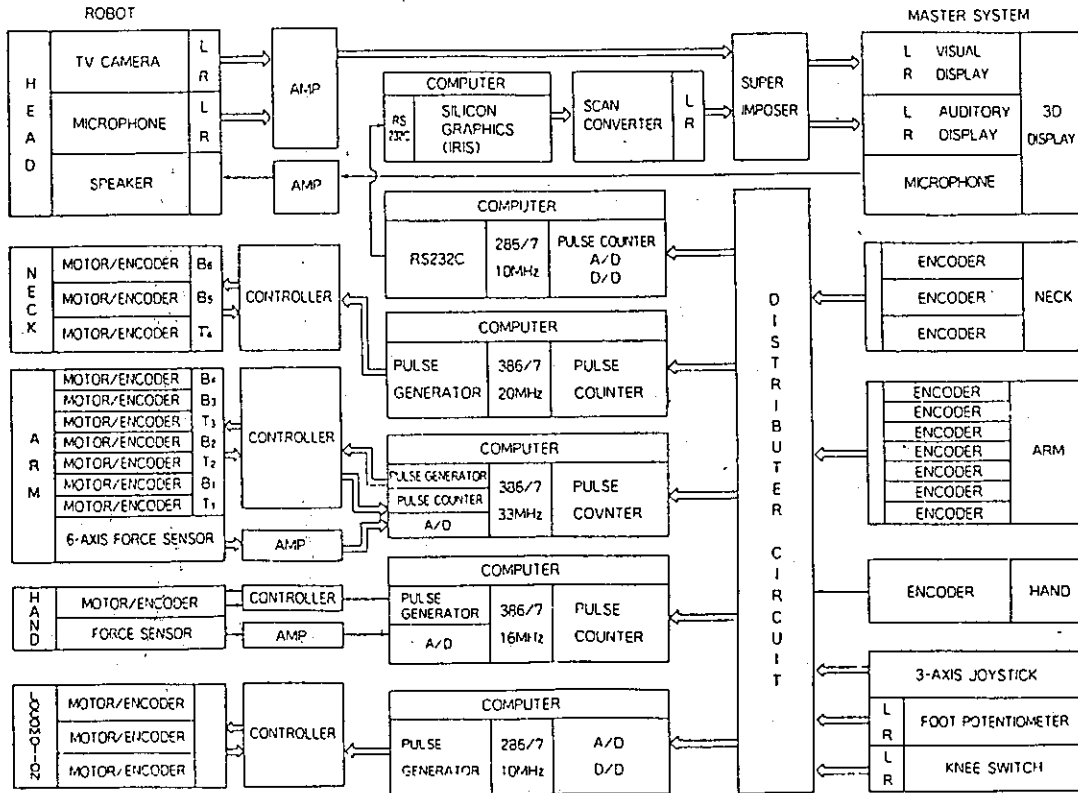 ROBOT
MASTER SYSTEM
HEAD
TV CAMERA
L
R
MICROPHONE
L
R
SPEAKER
AMP
AMP
COMPUTER
RS
232C
SILICON
GRAPHICS
(IRIS)
SCAN
CONVERTER
L
R
SUPER
IMPOSER
L VISUAL
R DISPLAY
L AUDITORY
R DISPLAY
MICROPHONE
3D
DISPLAY
COMPUTER
RS232C
285/7
10MHz
PULSE COUNTER
A/D
D/D
NECK
MOTOR/ENCODER B6
MOTOR/ENCODER B5
MOTOR/ENCODER T4
CONTROLLER
COMPUTER
PULSE
GENERATOR
386/7
20MHz
PULSE
COUNTER
DISTRIBUTER CIRCUIT
ENCODER
ENCODER
ENCODER
NECK
ARM
MOTOR/ENCODER B4
MOTOR/ENCODER B3
MOTOR/ENCODER T3
MOTOR/ENCODER B2
MOTOR/ENCODER T2
MOTOR/ENCODER B1
MOTOR/ENCODER T1
6-AXIS FORCE SENSOR
CONTROLLER
AMP
COMPUTER
PULSE GENERATOR
PULSE COUNTER
A/D
386/7
33MHz
PULSE
COVNTER
ENCODER
ENCODER
ENCODER
ENCODER
ENCODER
ENCODER
ENCODER
ARM
HAND
MOTOR/ENCODER
FORCE SENSOR
CONTROLLER
AMP
COMPUTER
PULSE
GENERATOR
A/D
386/7
16MHz
PULSE
COUNTER
ENCODER
HAND
LOCOMOTION
MOTOR/ENCODER
MOTOR/ENCODER
MOTOR/ENCODER
CONTROLLER
COMPUTER
PULSE
GENERATOR
285/7
10MHz
A/D
D/D
3-AXIS JOYSTICK
L
R
FOOT POTENTIOMETER
L
R
KNEE SWITCH